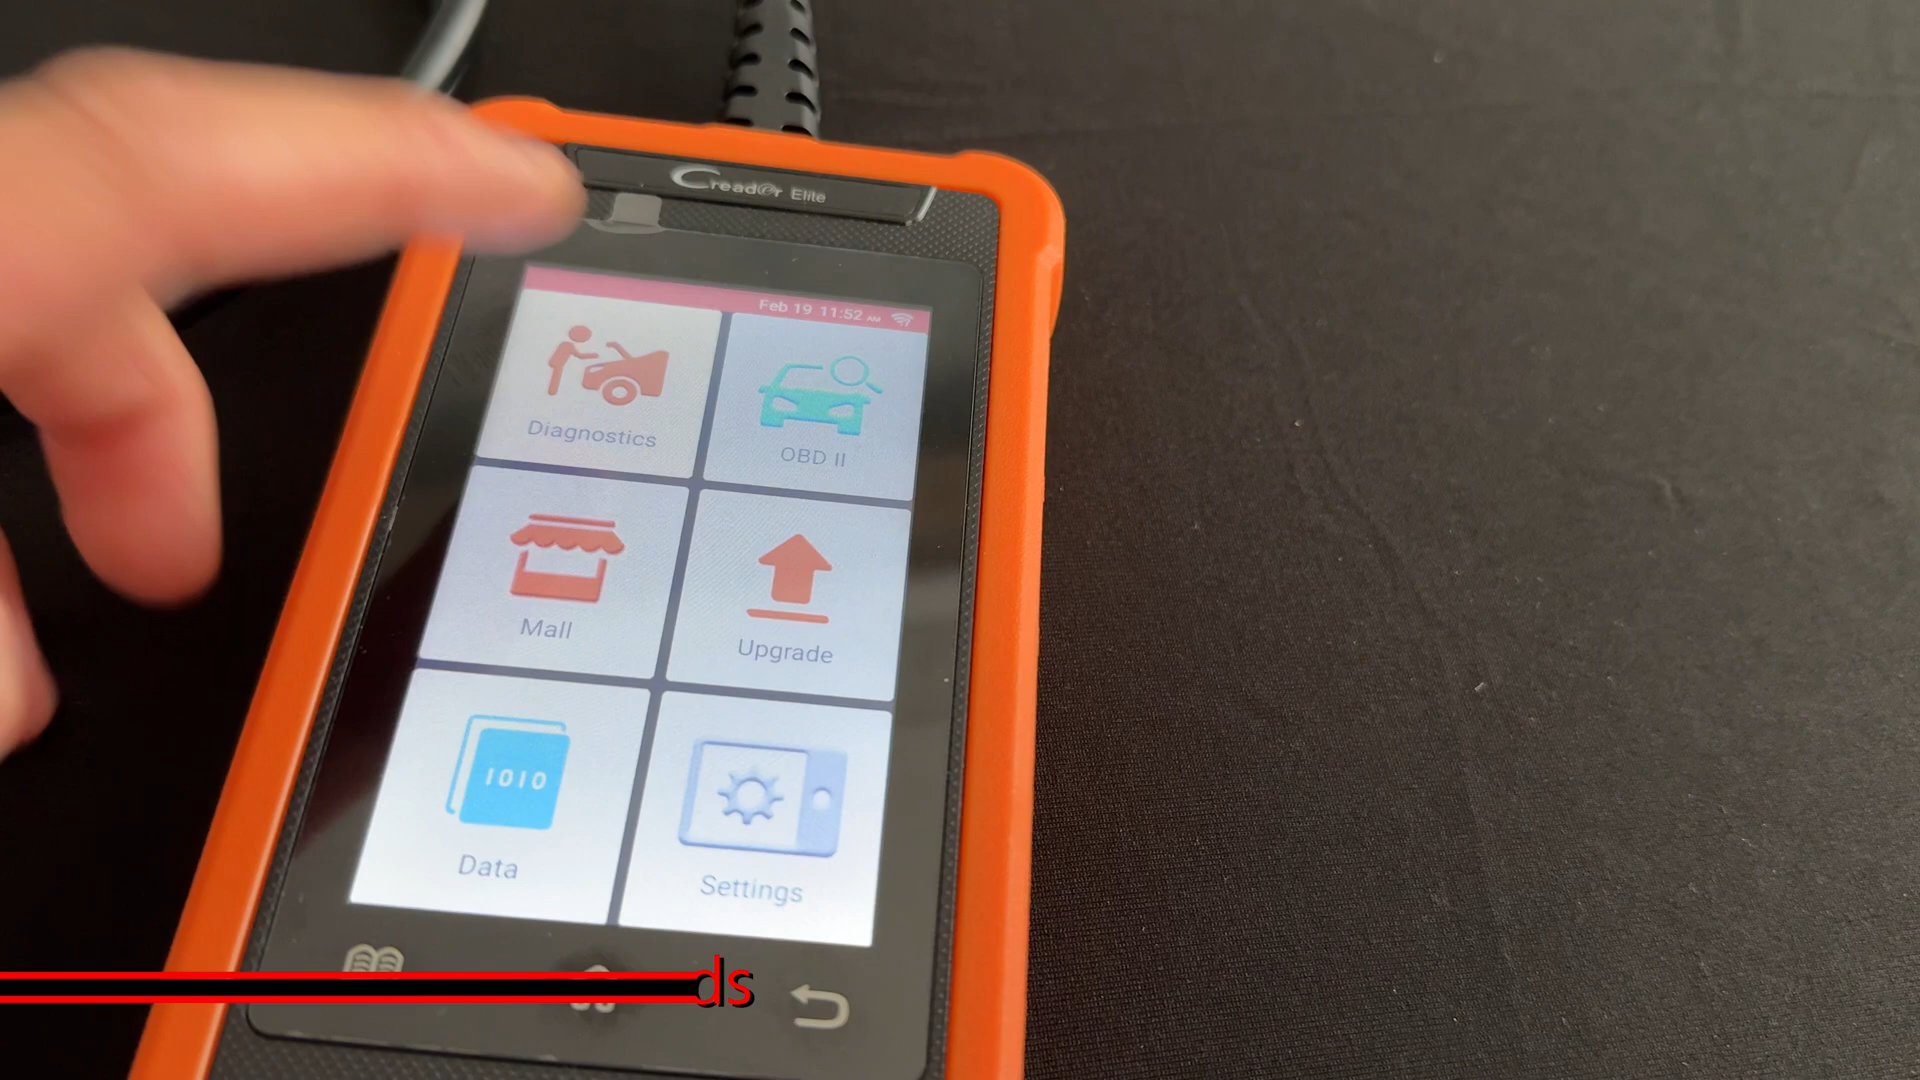 Creader Elite
Feb 19 11:52 AM
Diagnostics
OBD II
Mall
Upgrade
1010
Data
Settings
ds